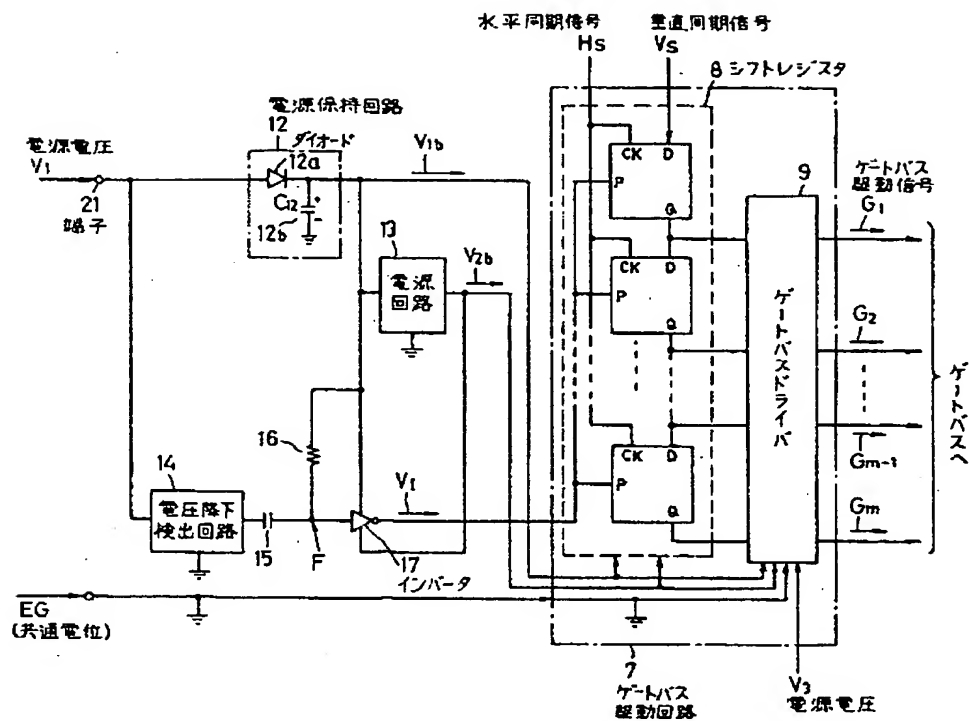 水平同期信号
Hs
垂直同期信号
Vs
8 シフトレジスタ
電源保持回路
12
ダイオード
12a
電源電圧
V1
21
端子
C12
+
-
12b
V1b
13
電源
回路
V2b
CK
D
P
Q
CK
D
P
Q
CK
D
P
Q
9
ゲートバスドライバ
ゲートバス
駆動信号
G1
G2
Gm-1
Gm
ゲートバスへ
16
14
電圧降下
検出回路
15
F
VI
17
インバータ
EG
(共通電位)
7
ゲートバス
駆動回路
V3
電源電圧